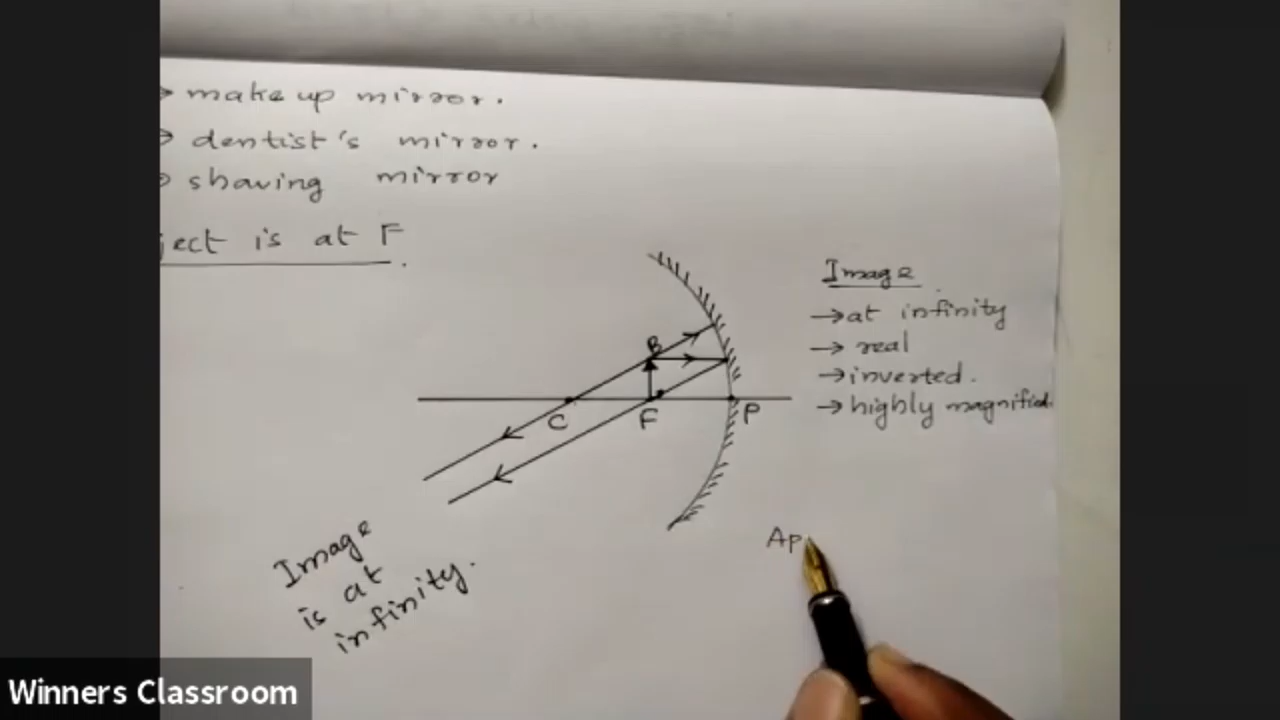 → make up mirror.
→ dentist's mirror.
→ shaving mirror
ject is at F.
Image
→ at infinity
→ real
→ inverted.
→ highly magnified.
B
C
F
P
Image
is at
infinity.
Ap
Winners Classroom